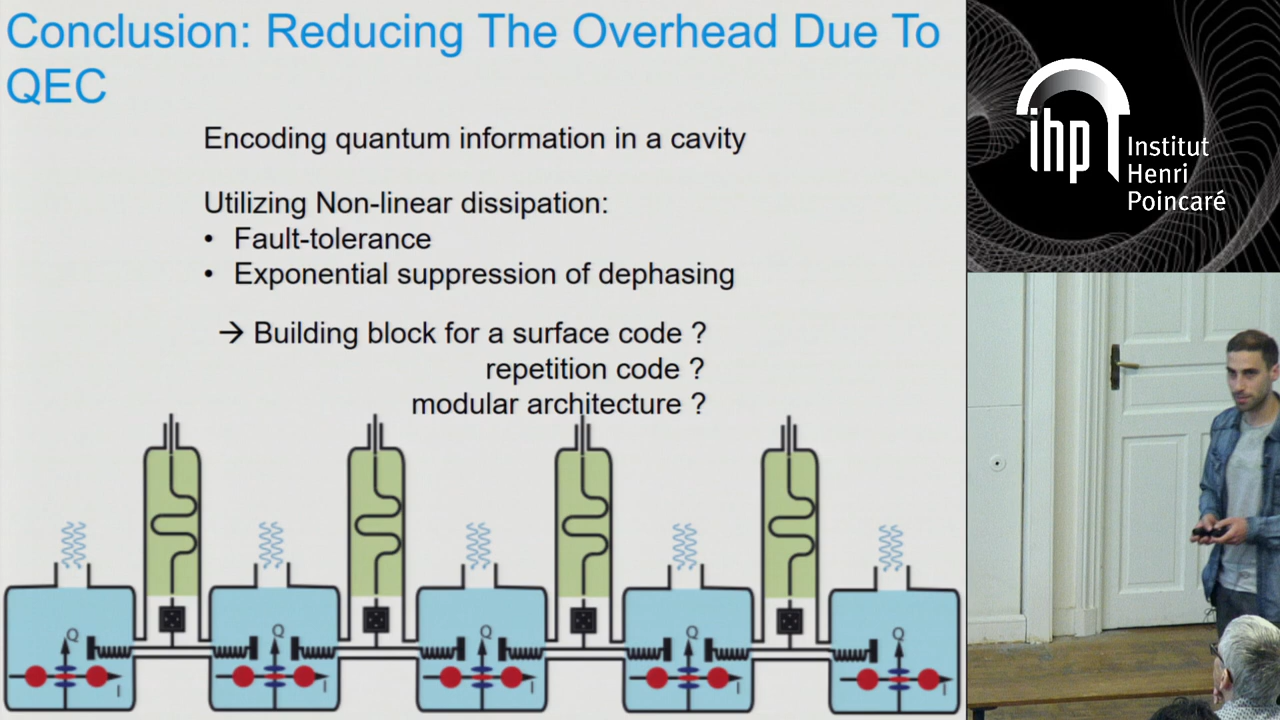 Conclusion: Reducing The Overhead Due To
QEC
Encoding quantum information in a cavity
Utilizing Non-linear dissipation:
• Fault-tolerance
• Exponential suppression of dephasing
→ Building block for a surface code ?
repetition code ?
modular architecture ?
Q
I
Q
I
Q
I
Q
I
Q
I
ihp
Institut
Henri
Poincaré